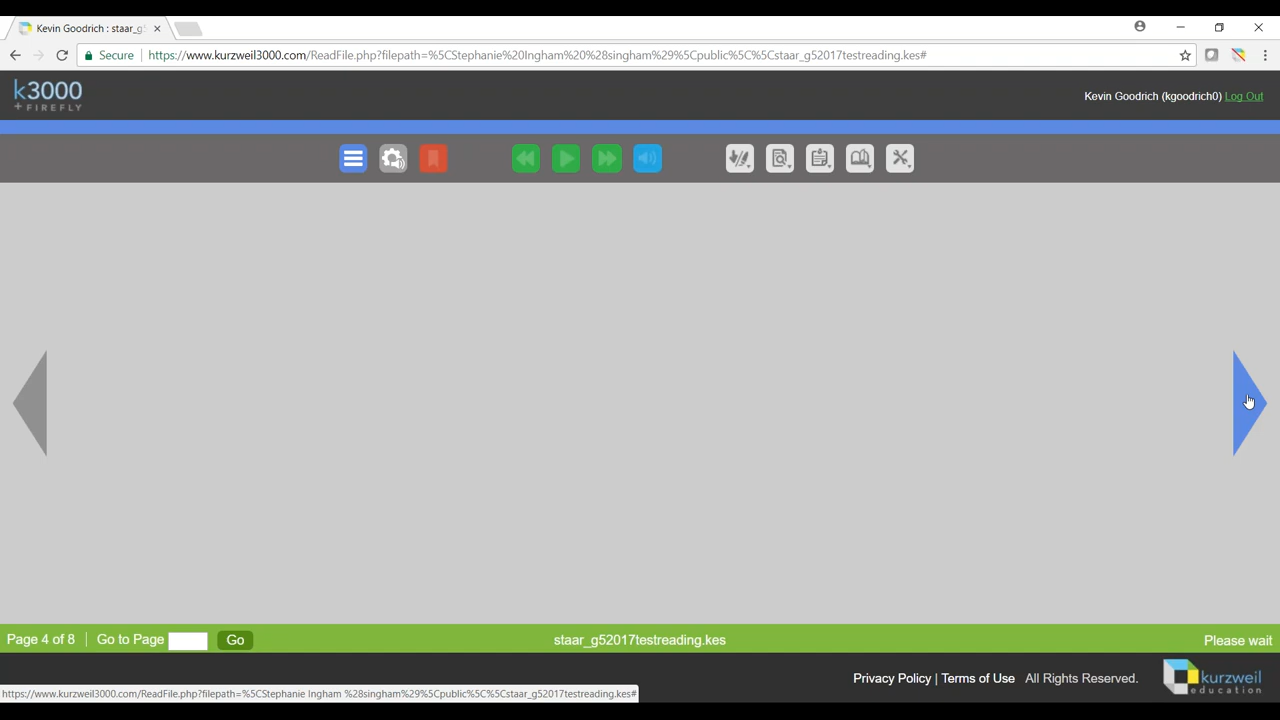 Kevin Goodrich : staar_g5
Secure
https://www.kurzweil3000.com/ReadFile.php?filepath=%5CStephanie%20Ingham%20%28singham%29%5Cpublic%5C%5Cstaar_g52017testreading.kes#
k3000
+FIREFLY
Kevin Goodrich (kgoodrich0) Log Out
Page 4 of 8 | Go to Page Go
staar_g52017testreading.kes
Please wait
Privacy Policy | Terms of Use All Rights Reserved.
kurzweil
education
https://www.kurzweil3000.com/ReadFile.php?filepath=%5CStephanie Ingham %28singham%29%5Cpublic%5C%5Cstaar_g52017testreading.kes#